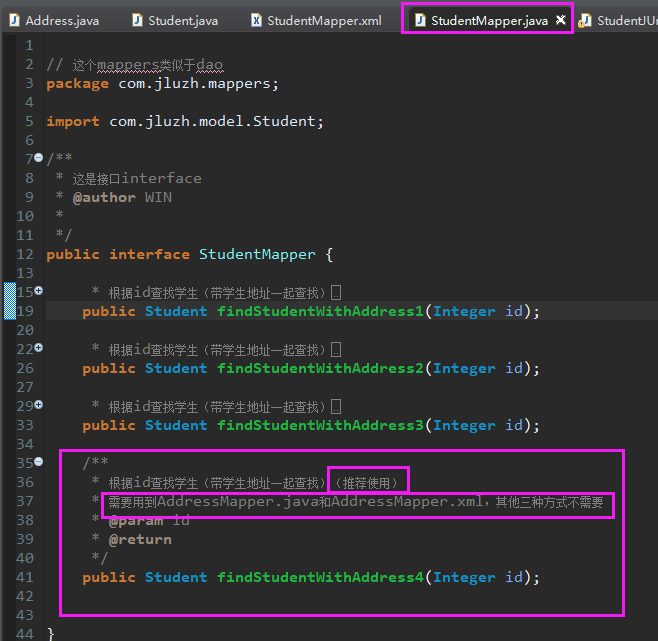 Address.java Student.java StudentMapper.xml StudentMapper.java StudentJUn
1
2 // 这个mappers类似于dao
3 package com.jluzh.mappers;
4
5 import com.jluzh.model.Student;
6
7 /**
8 * 这是接口interface
9 * @author WIN
10 *
11 */
12 public interface StudentMapper {
13
15 * 根据id查找学生（带学生地址一起查找）
19 public Student findStudentWithAddress1(Integer id);
20
22 * 根据id查找学生（带学生地址一起查找）
26 public Student findStudentWithAddress2(Integer id);
27
29 * 根据id查找学生（带学生地址一起查找）
33 public Student findStudentWithAddress3(Integer id);
34
35 /**
36 * 根据id查找学生（带学生地址一起查找）（推荐使用）
37 * 需要用到AddressMapper.java和AddressMapper.xml，其他三种方式不需要
38 * @param id
39 * @return
40 */
41 public Student findStudentWithAddress4(Integer id);
42
43
44 }